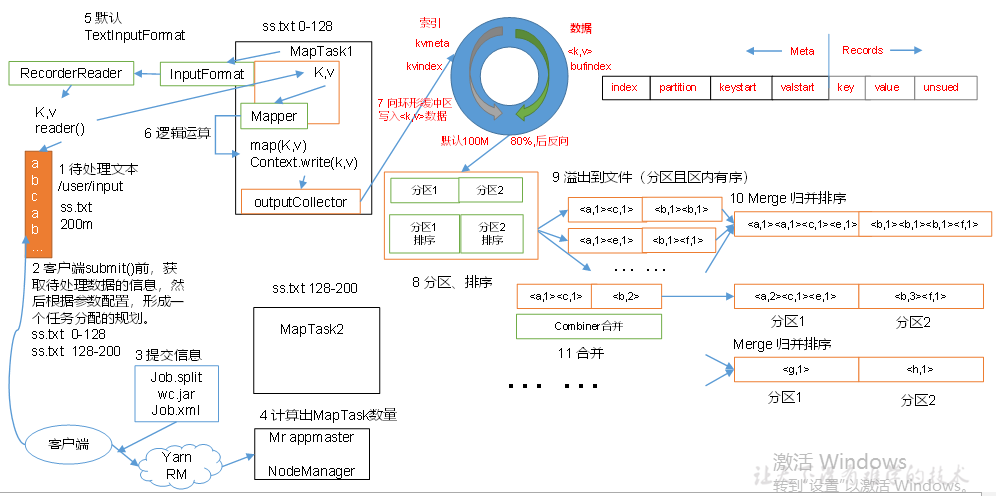 5 默认
TextInputFormat
ss.txt 0-128
MapTask1
RecorderReader
InputFormat
K,v
K,v
reader()
Mapper
6 逻辑运算
map(K,v)
Context.write(k,v)
outputCollector
a
b
c
a
b
...
1 待处理文本
/user/input
ss.txt
200m
2 客户端submit()前，获
取待处理数据的信息，然
后根据参数配置，形成一
个任务分配的规划。
ss.txt 0-128
ss.txt 128-200
3 提交信息
Job.split
wc.jar
Job.xml
客户端
Yarn
RM
4 计算出MapTask数量
Mr appmaster
NodeManager
ss.txt 128-200
MapTask2
索引
kvmeta
kvindex
数据
<k,v>
bufindex
7 向环形缓冲区
写入<k,v>数据
默认100M
80%,后反向
Meta
Records
index partition keystart valstart key value unsued
分区1 分区2
分区1
排序
分区2
排序
8 分区、排序
9 溢出到文件（分区且区内有序）
<a,1><c,1> <b,1><b,1>
<a,1><e,1> <b,1><f,1>
... ...
10 Merge 归并排序
<a,1><a,1><c,1><e,1> <b,1><b,1><b,1><f,1>
<a,1><c,1> <b,2>
Combiner合并
11 合并
a,2><c,1><e,1> <b,3><f,1>
分区1 分区2
Merge 归并排序
<g,1> <h,1>
分区1 分区2
... ...
激活 Windows
转到"设置"以激活 Windows。
让天下没有难学的技术